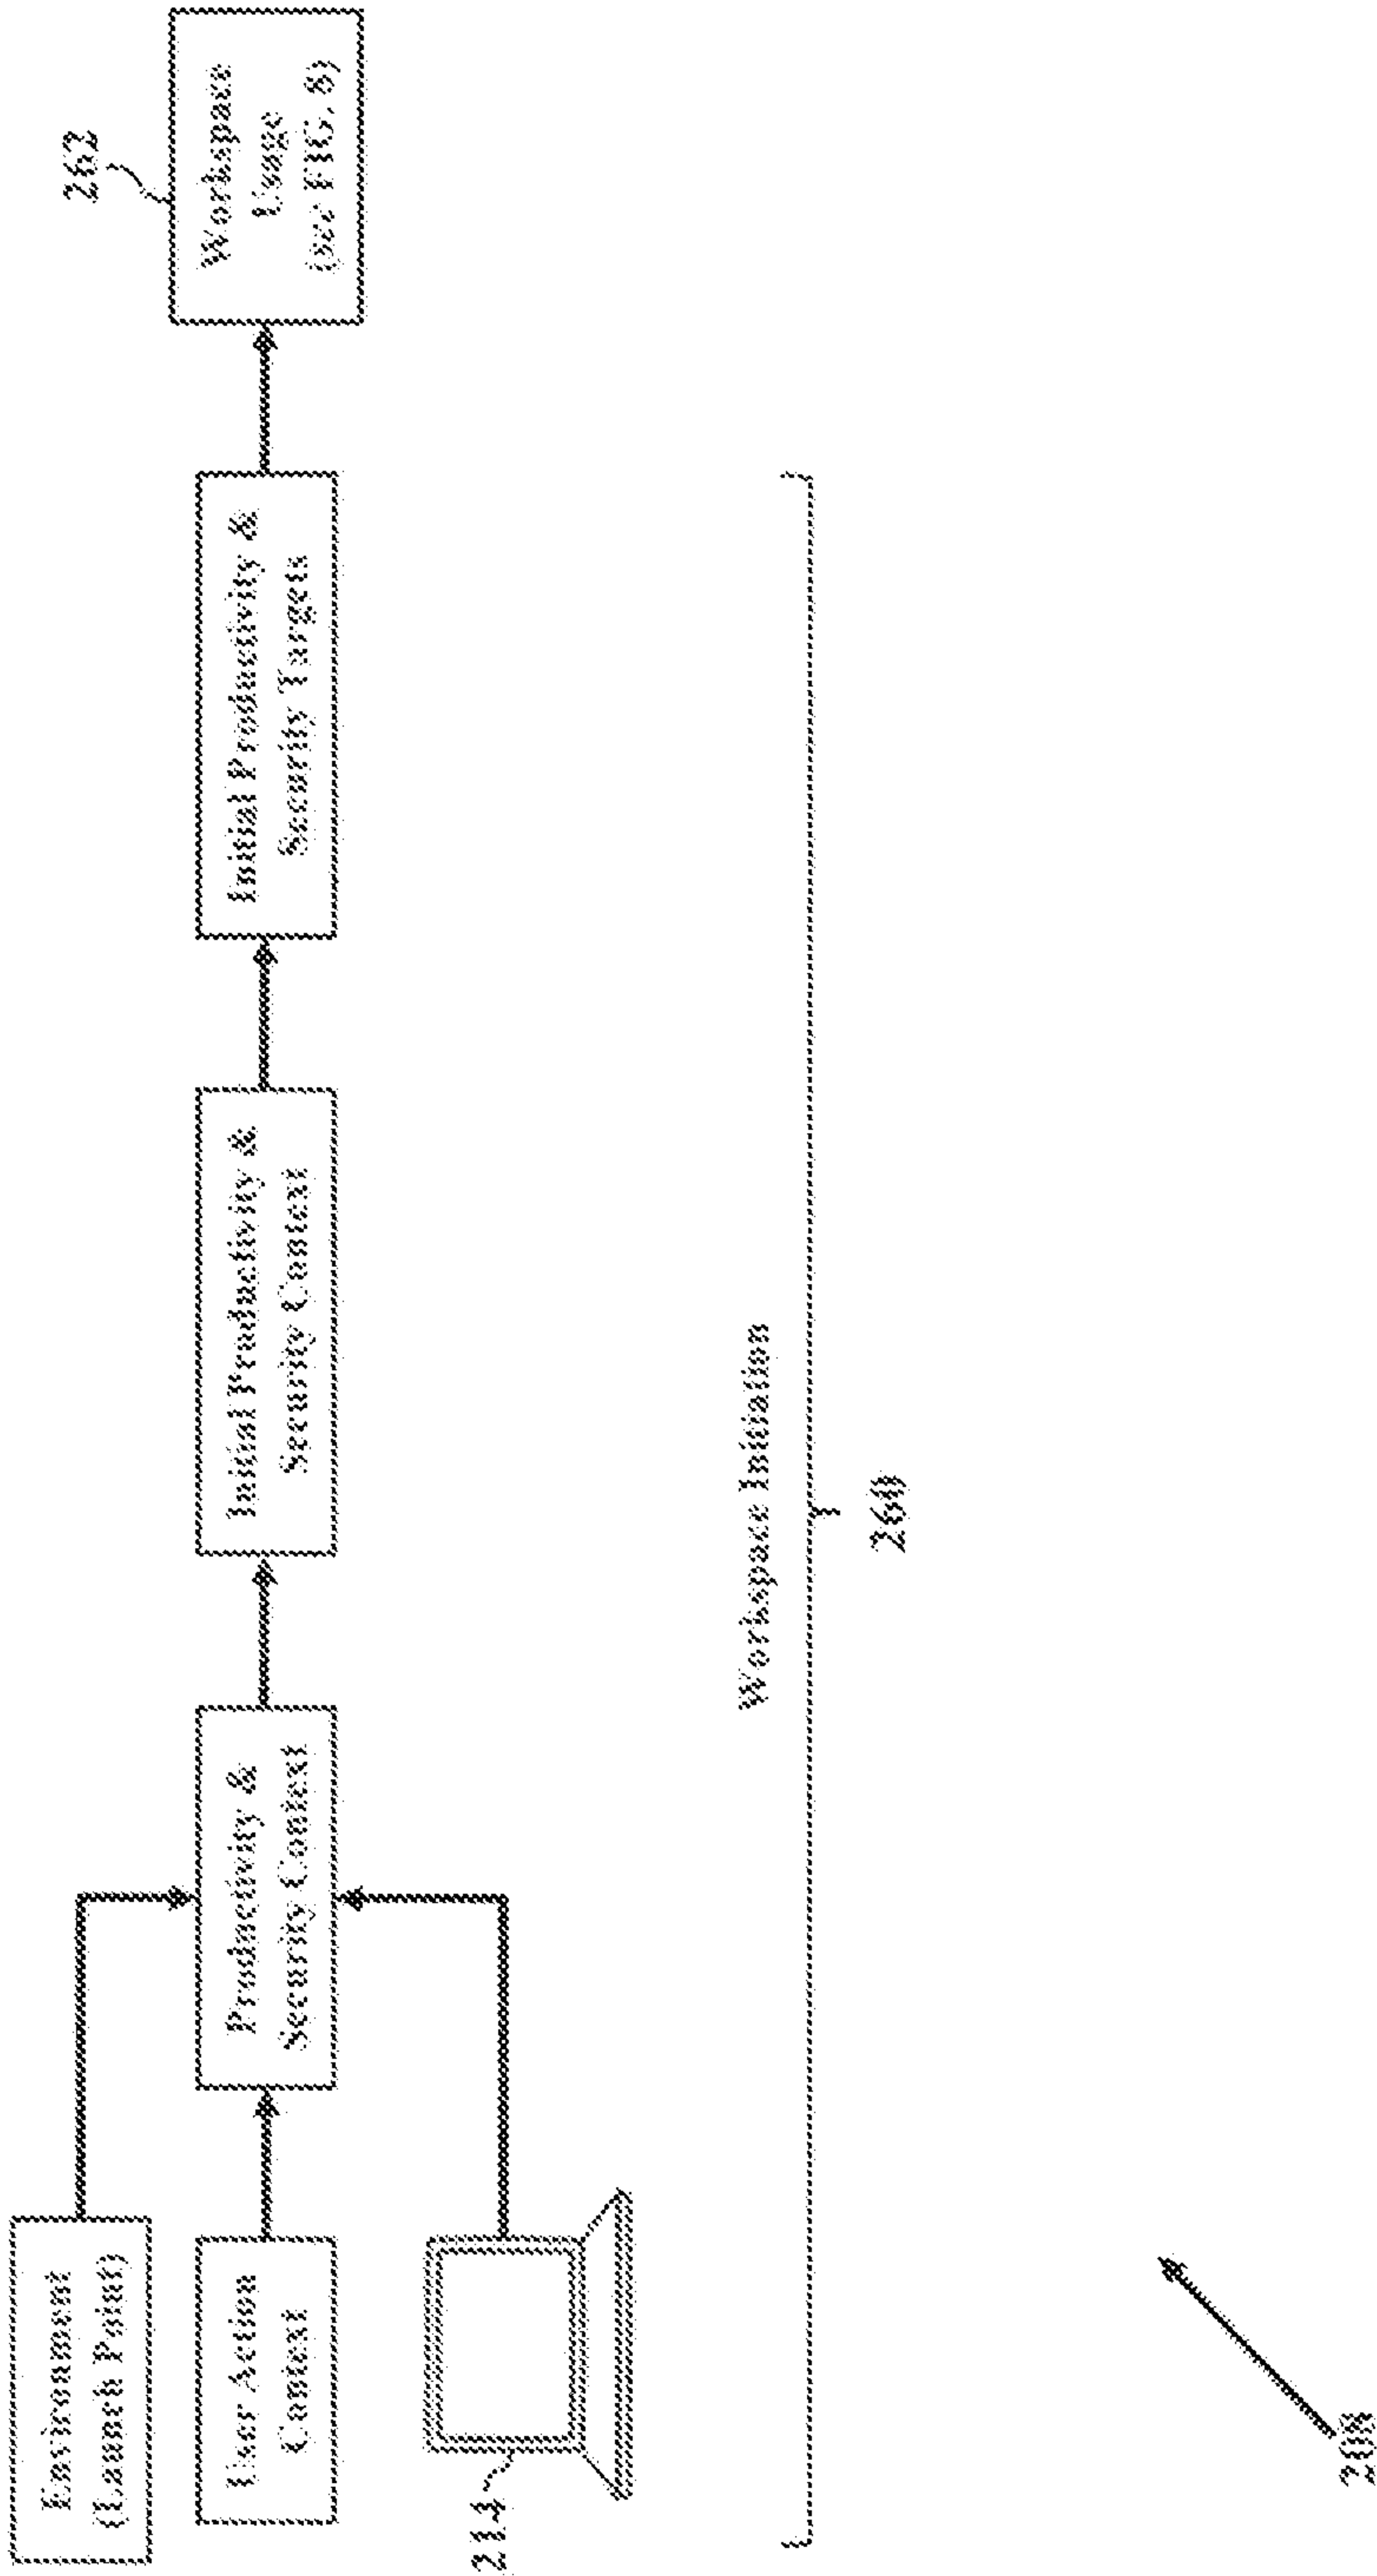 Environment
(Launch Point)
User Action
Context
214
Productivity &
Security Context
Initial Productivity &
Security Context
Initial Productivity &
Security Targets
262
Workspace
Usage
(see FIG. 8)
Workspace Initiation
260
208